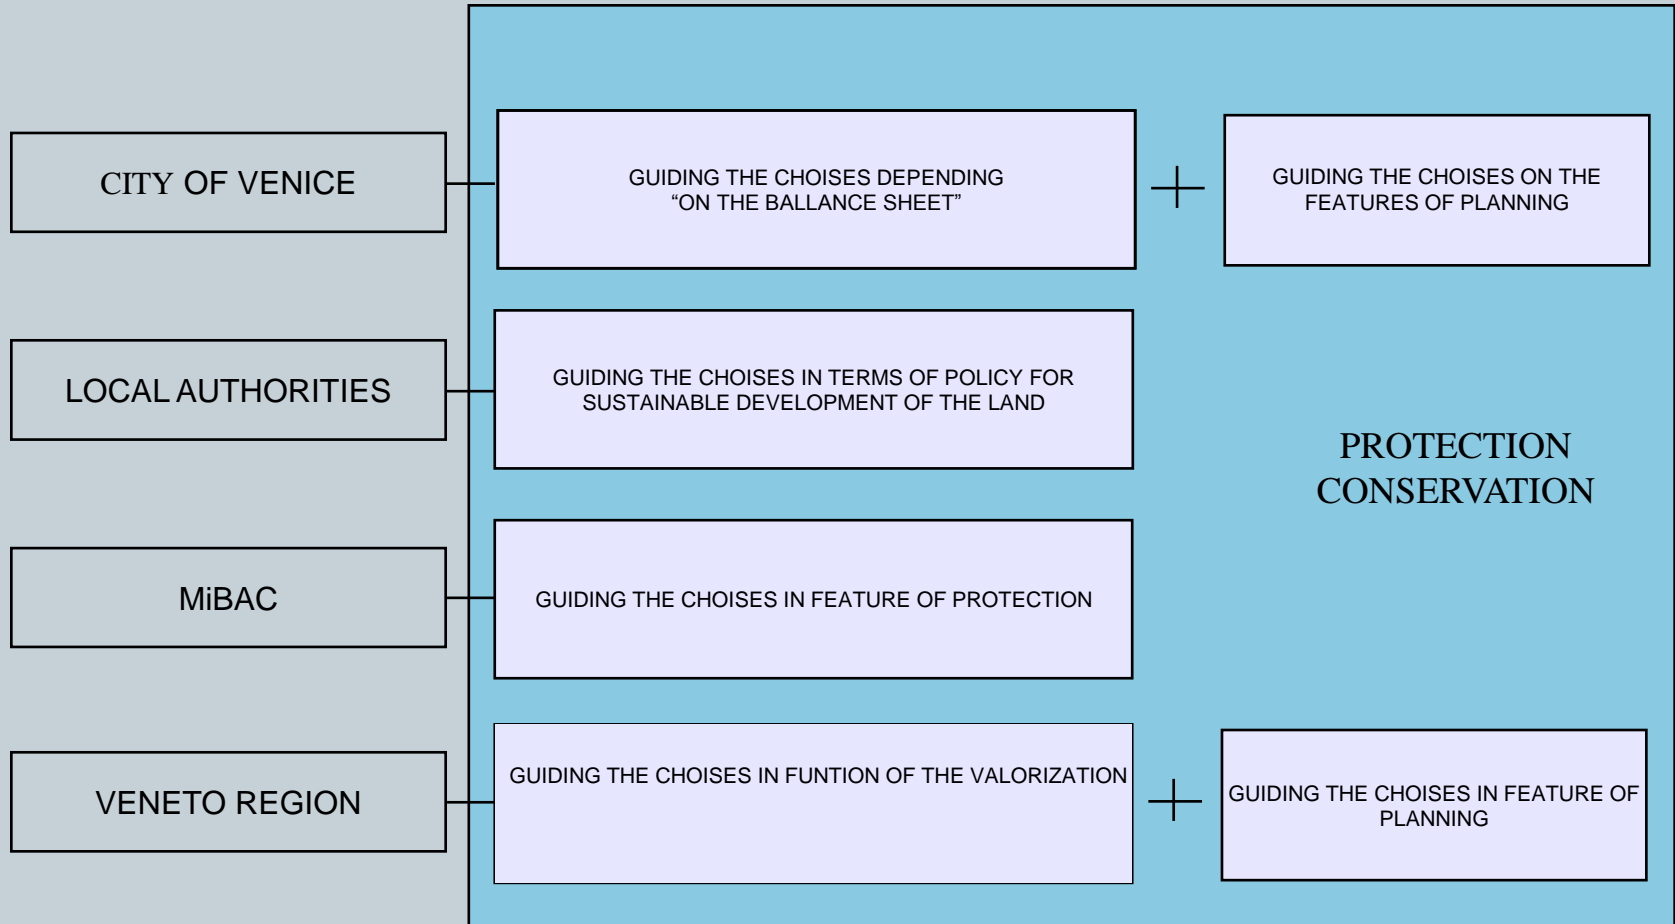 CITY OF VENICE
GUIDING THE CHOISES DEPENDING
“ON THE BALLANCE SHEET”
GUIDING THE CHOISES ON THE
FEATURES OF PLANNING
LOCAL AUTHORITIES
GUIDING THE CHOISES IN TERMS OF POLICY FOR
SUSTAINABLE DEVELOPMENT OF THE LAND
PROTECTION
CONSERVATION
MiBAC
GUIDING THE CHOISES IN FEATURE OF PROTECTION
VENETO REGION
GUIDING THE CHOISES IN FUNTION OF THE VALORIZATION
GUIDING THE CHOISES IN FEATURE OF
PLANNING